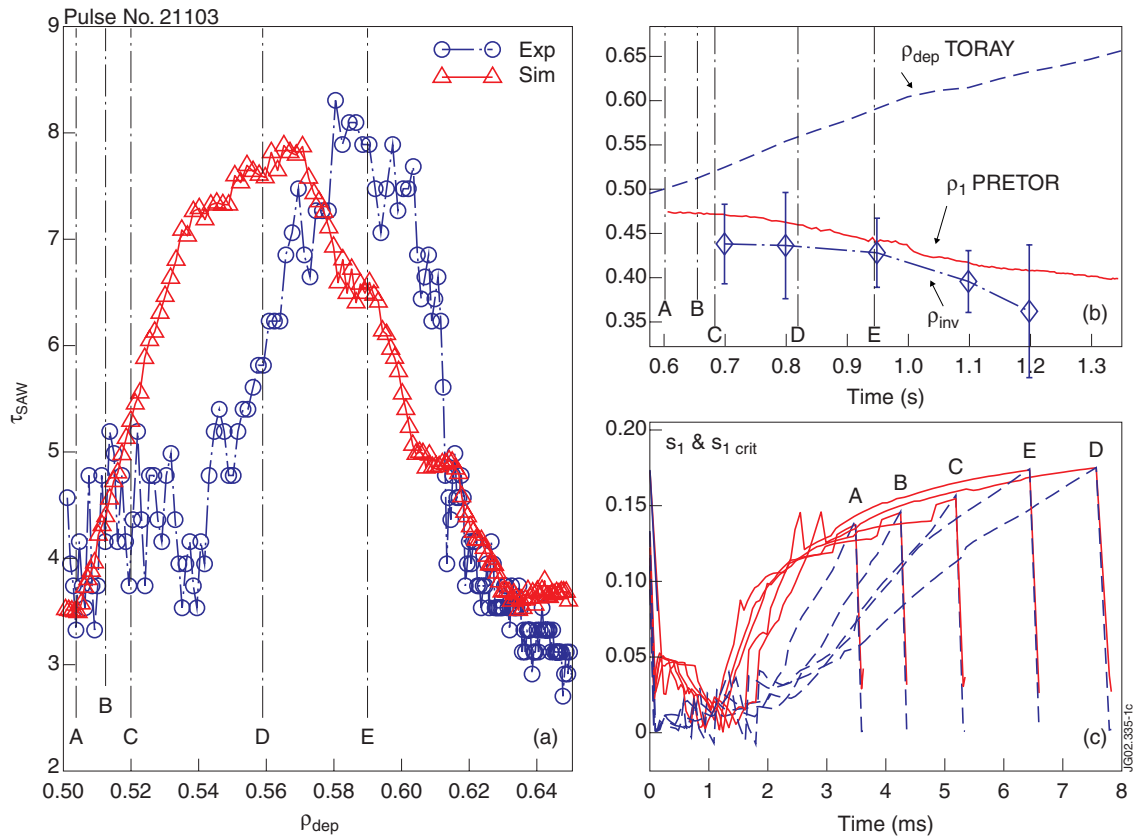 Pulse No. 21103
9
8
7
6
5
4
3
2
τSAW
Exp
Sim
A
B
C
D
E
(a)
0.50
0.52
0.54
0.56
0.58
0.60
0.62
0.64
ρdep
0.65
0.60
0.55
0.50
0.45
0.40
0.35
ρdep TORAY
ρ1 PRETOR
ρinv
A
B
C
D
E
(b)
0.6
0.7
0.8
0.9
1.0
1.1
1.2
1.3
Time (s)
0.20
0.15
0.10
0.05
0
s1 & s1 crit
A
B
C
E
D
(c)
0
1
2
3
4
5
6
7
8
Time (ms)
JG02.335-1c